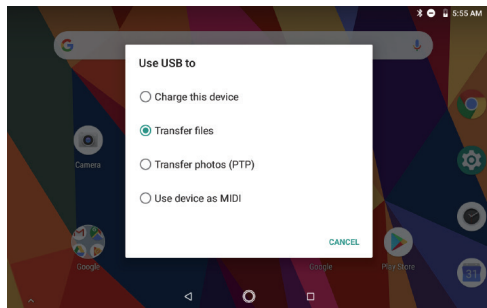 5:55 AM
G
Use USB to
Charge this device
Transfer files
Transfer photos (PTP)
Use device as MIDI
CANCEL
Camera
Google
Google
Play Store
31